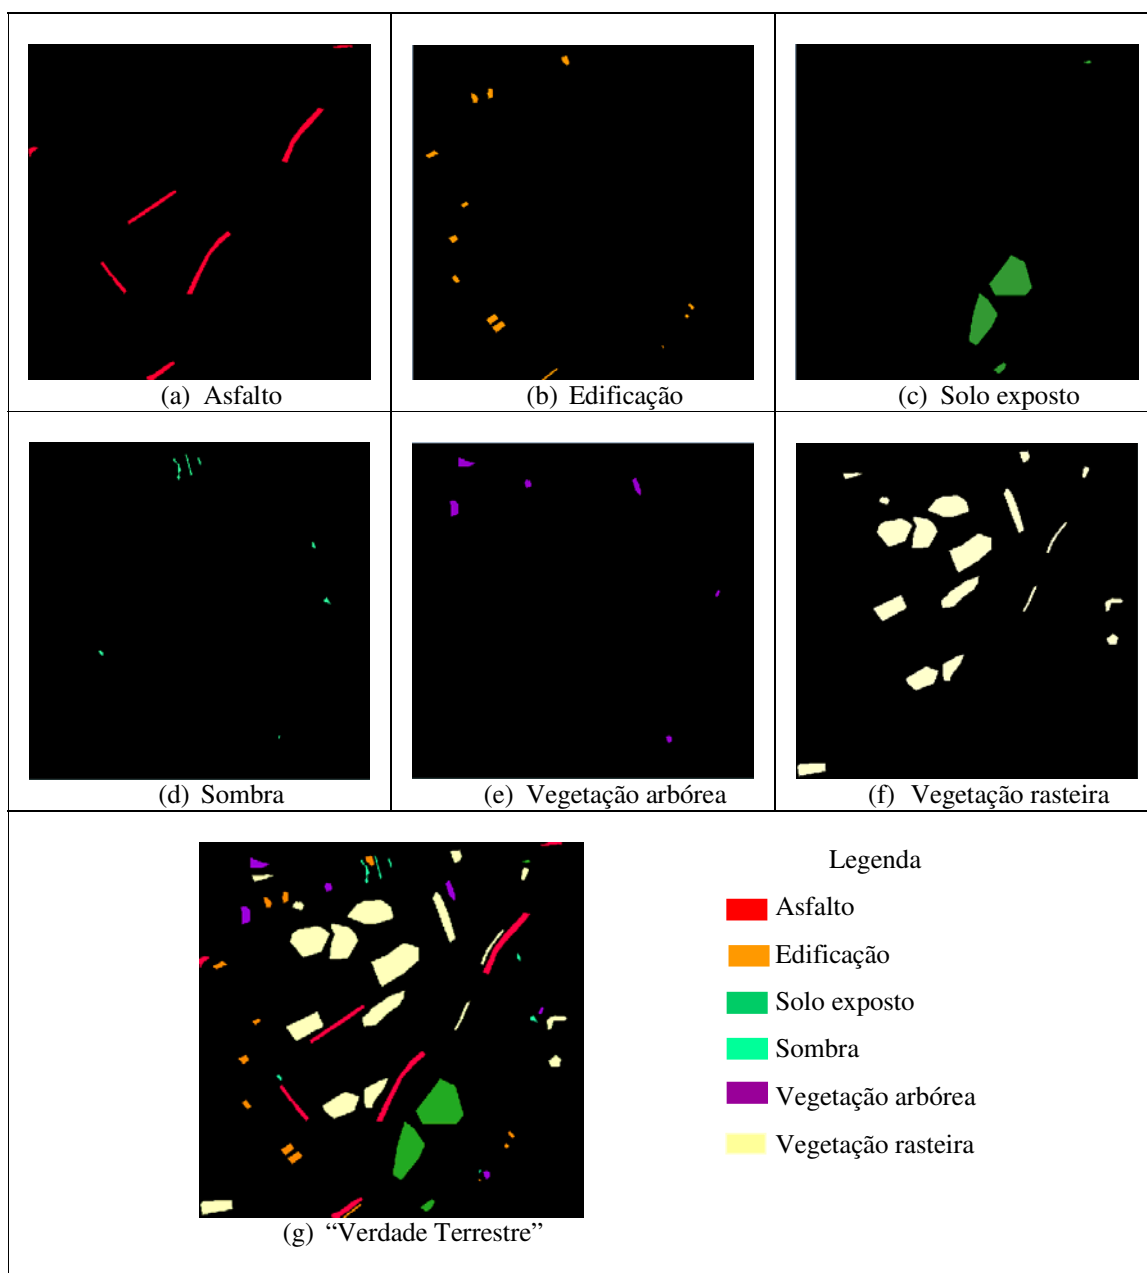 (a) Asfalto
(b) Edificação
(c) Solo exposto
(d) Sombra
(e) Vegetação arbórea
(f) Vegetação rasteira
Legenda
Asfalto
Edificação
Solo exposto
Sombra
Vegetação arbórea
Vegetação rasteira
(g) “Verdade Terrestre”